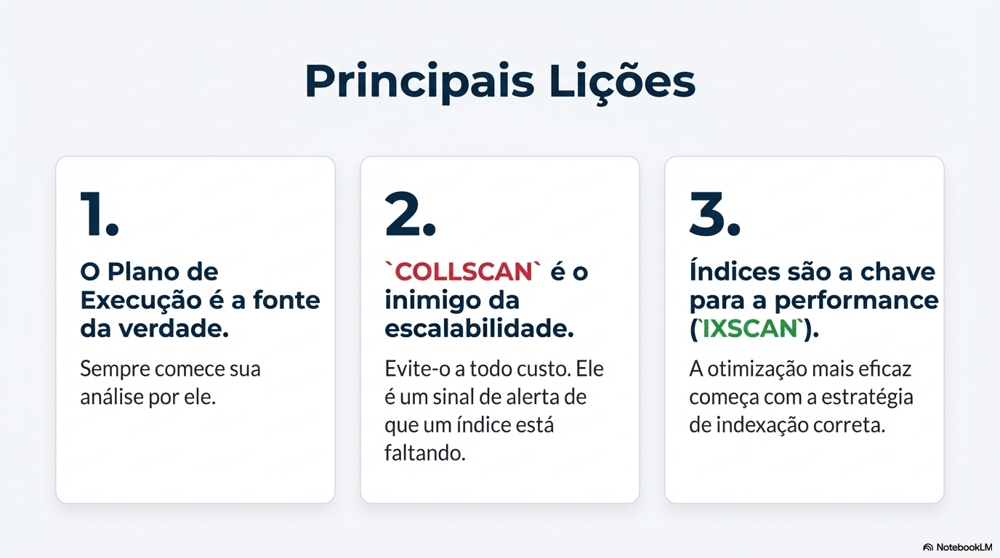 Principais Lições
1.
O Plano de
Execução é a fonte
da verdade.
Sempre comece sua
análise por ele.
2.
`COLLSCAN` é o
inimigo da
escalabilidade.
Evite-o a todo custo. Ele
é um sinal de alerta de
que um índice está
faltando.
3.
Índices são a chave
para a performance
(`IXSCAN`).
A otimização mais eficaz
começa com a estratégia
de indexação correta.
NotebookLM